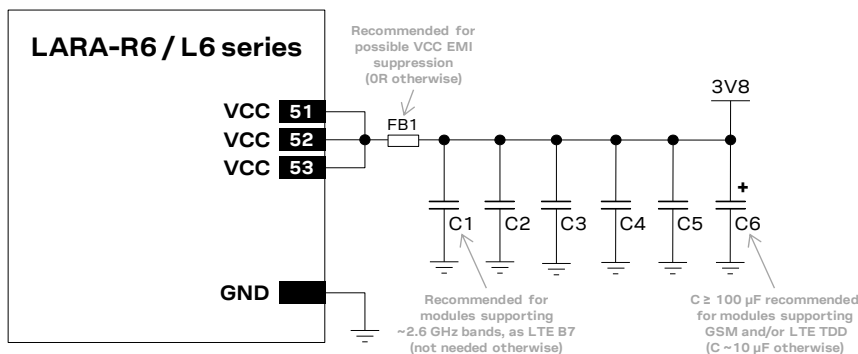 LARA-R6 / L6 series
Recommended for
possible VCC EMI
suppression
(0R otherwise)
3V8
VCC 51
FB1
VCC 52
VCC 53
+
C1 C2 C3 C4 C5 C6
GND
Recommended for
modules supporting
~2.6 GHz bands, as LTE B7
(not needed otherwise)
C ≥ 100 µF recommended
for modules supporting
GSM and/or LTE TDD
(C ~10 µF otherwise)